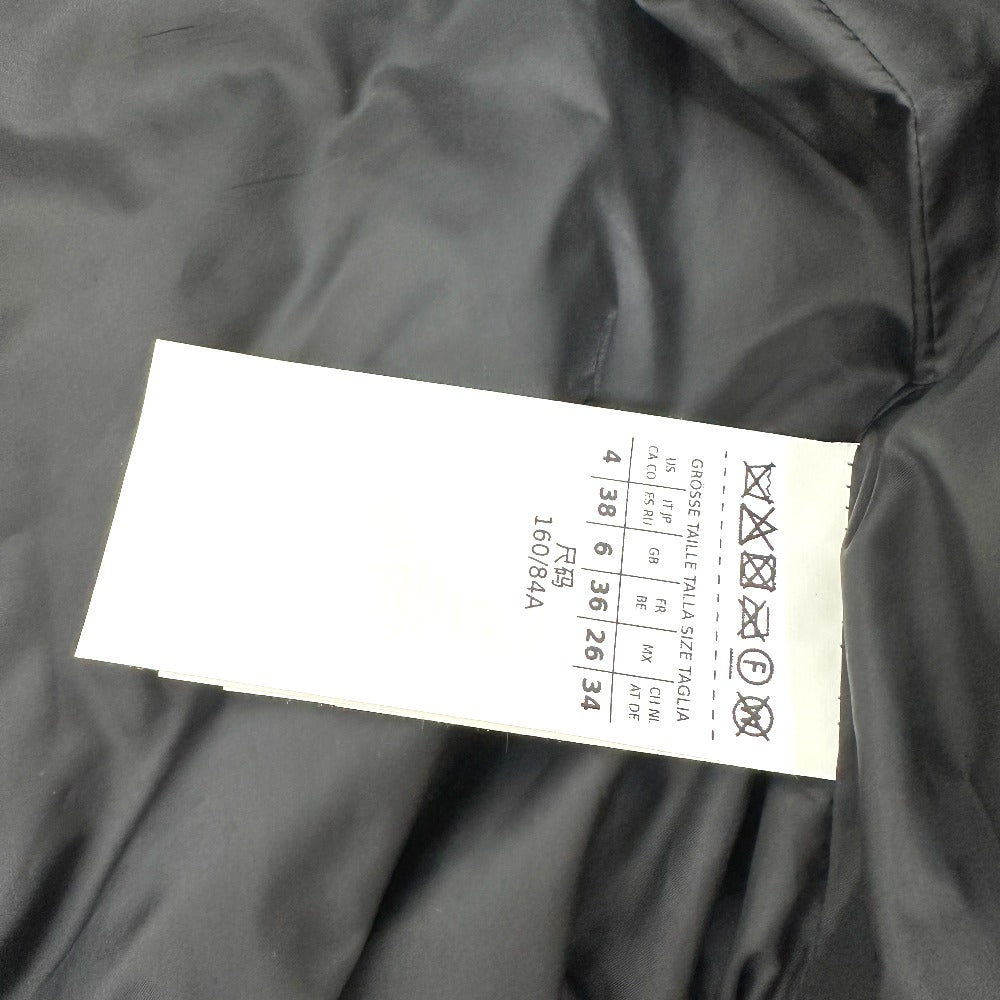 F W
GRÖSSE TAILLE TALLA SIZE TAGLIA
US IT JP GB FR MX CH NL
CA CO ES RU BE AT DE
4 38 6 36 26 34
尺码
160/84A